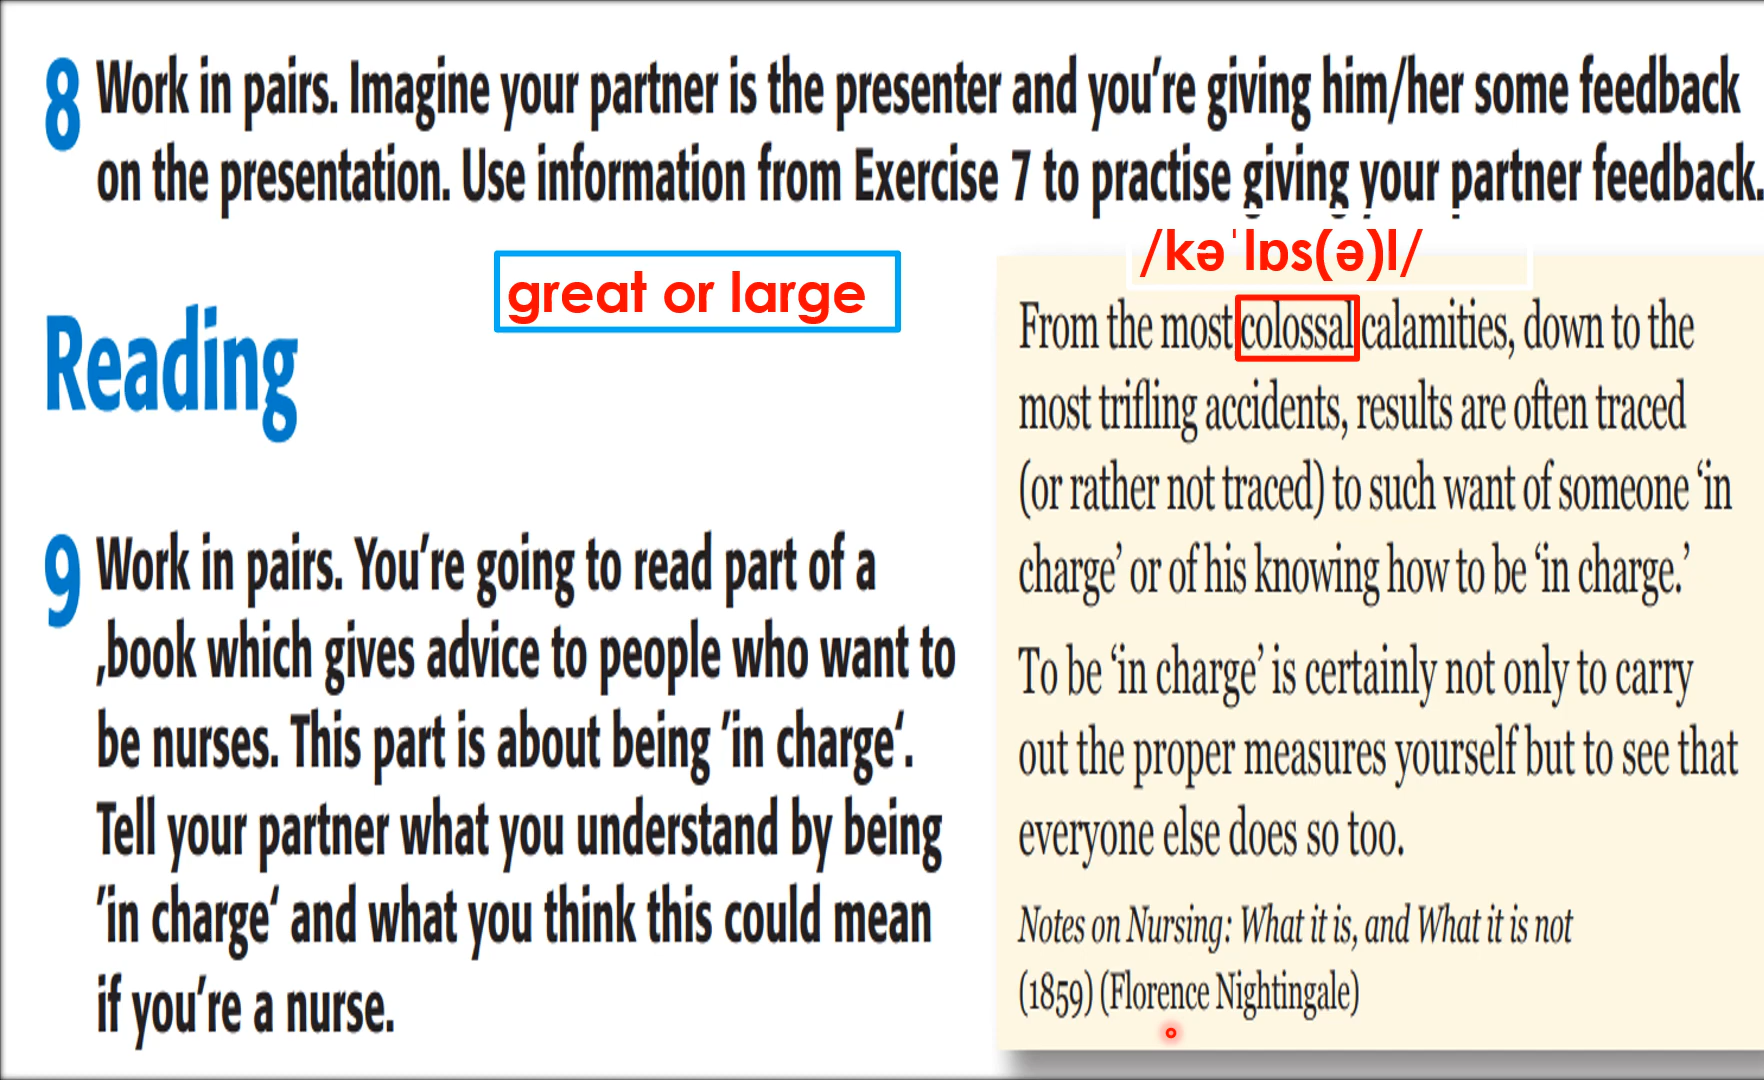 8 Work in pairs. Imagine your partner is the presenter and you're giving him/her some feedback
on the presentation. Use information from Exercise 7 to practise giving your partner feedback.
great or large
Reading
9 Work in pairs. You're going to read part of a
,book which gives advice to people who want to
be nurses. This part is about being ′in charge‘.
Tell your partner what you understand by being
′in charge‘ and what you think this could mean
if you're a nurse.
/kəˈlɒs(ə)l/
From the most colossal calamities, down to the
most trifling accidents, results are often traced
(or rather not traced) to such want of someone ‘in
charge’ or of his knowing how to be ‘in charge.’
To be ‘in charge’ is certainly not only to carry
out the proper measures yourself but to see that
everyone else does so too.
Notes on Nursing: What it is, and What it is not
(1859) (Florence Nightingale)